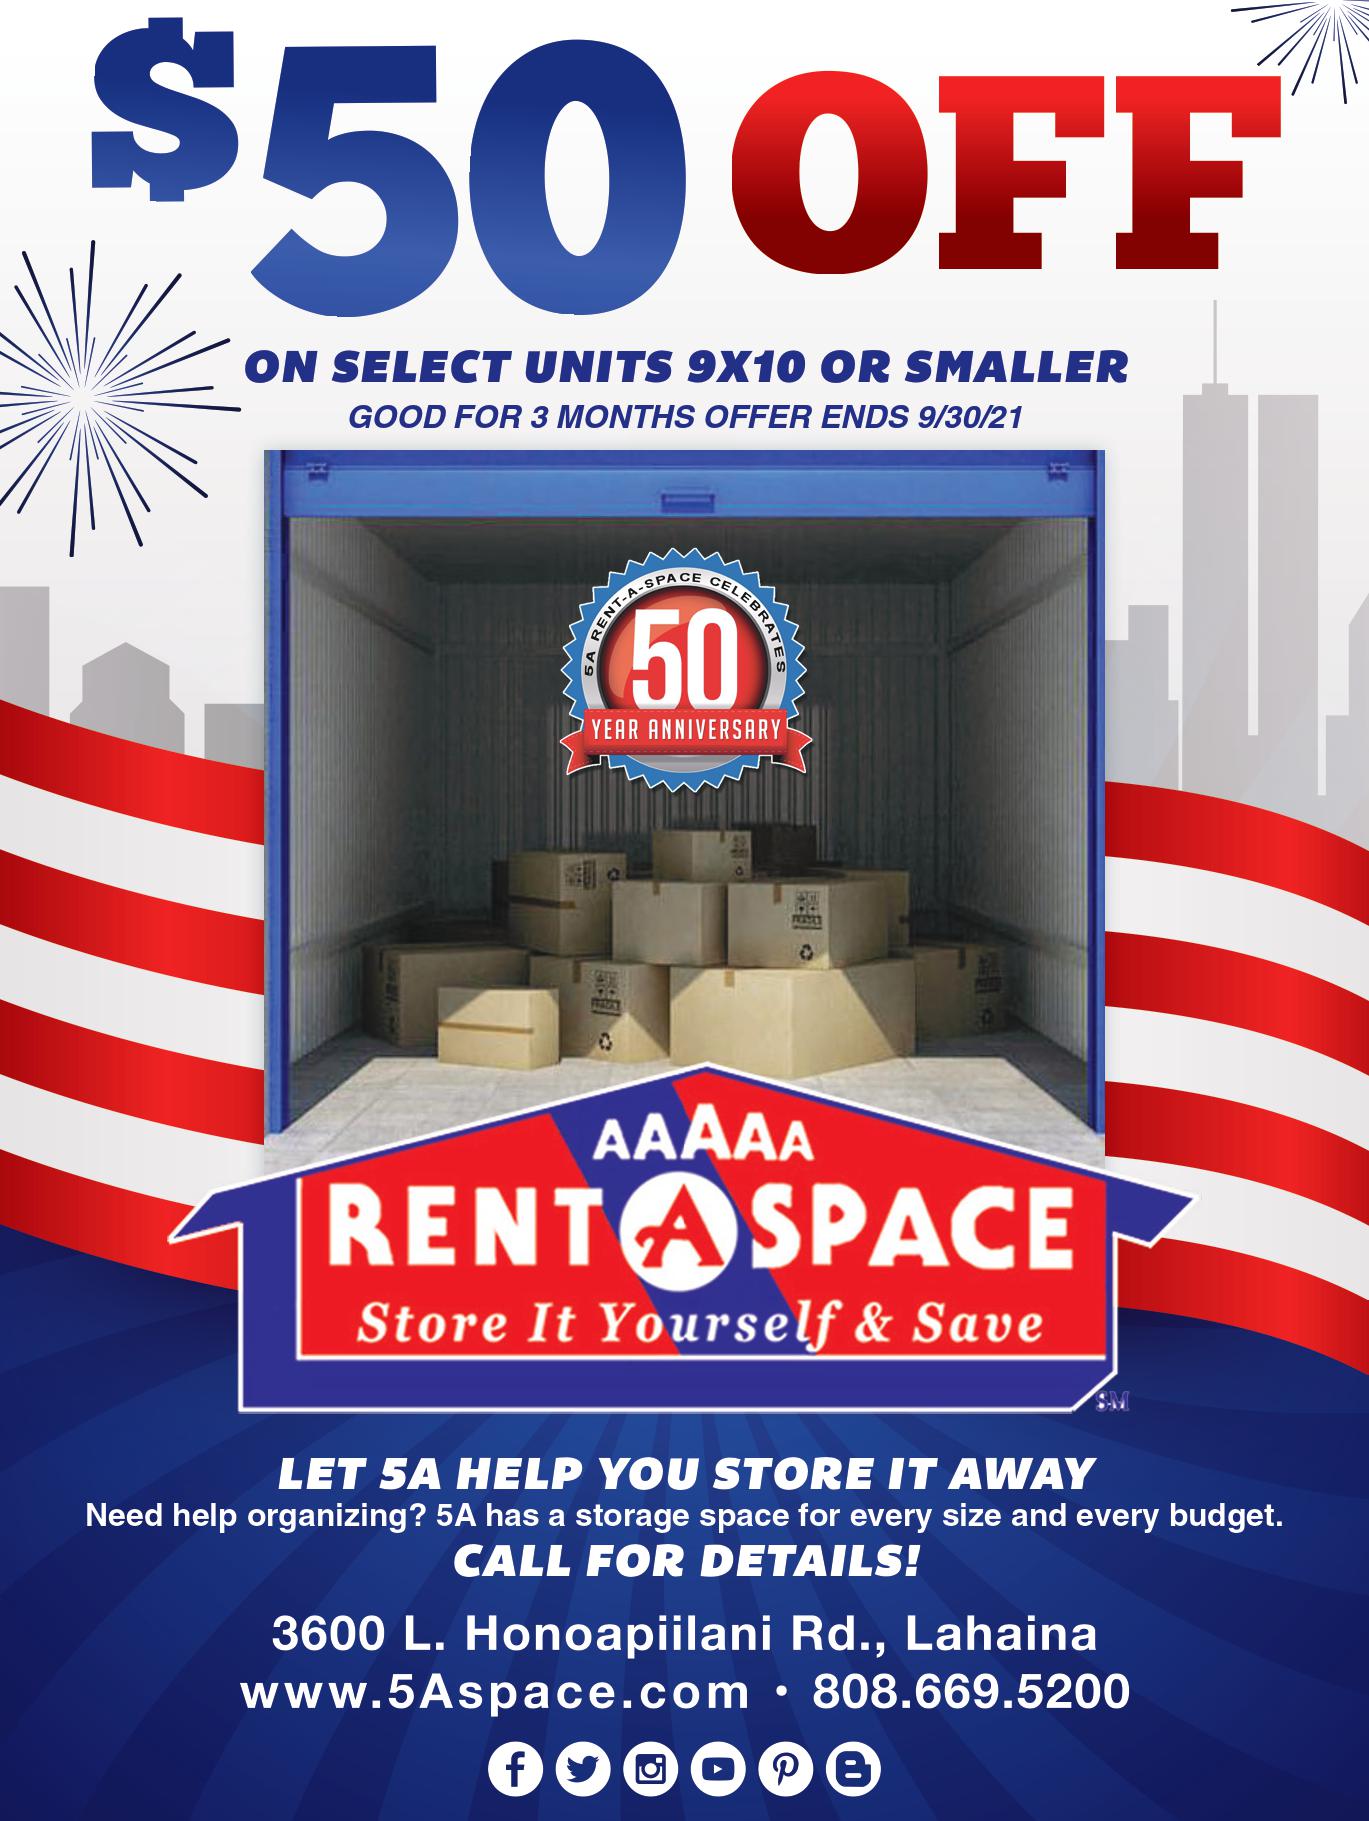 $50 OFF
ON SELECT UNITS 9X10 OR SMALLER
GOOD FOR 3 MONTHS OFFER ENDS 9/30/21
5A RENT-A-SPACE CELEBRATES
50
YEAR ANNIVERSARY
FRAGILE
FRAGILE
AAAAA
RENT A SPACE
Store It Yourself & Save
SM
LET 5A HELP YOU STORE IT AWAY
Need help organizing? 5A has a storage space for every size and every budget.
CALL FOR DETAILS!
3600 L. Honoapiilani Rd., Lahaina
www.5Aspace.com • 808.669.5200